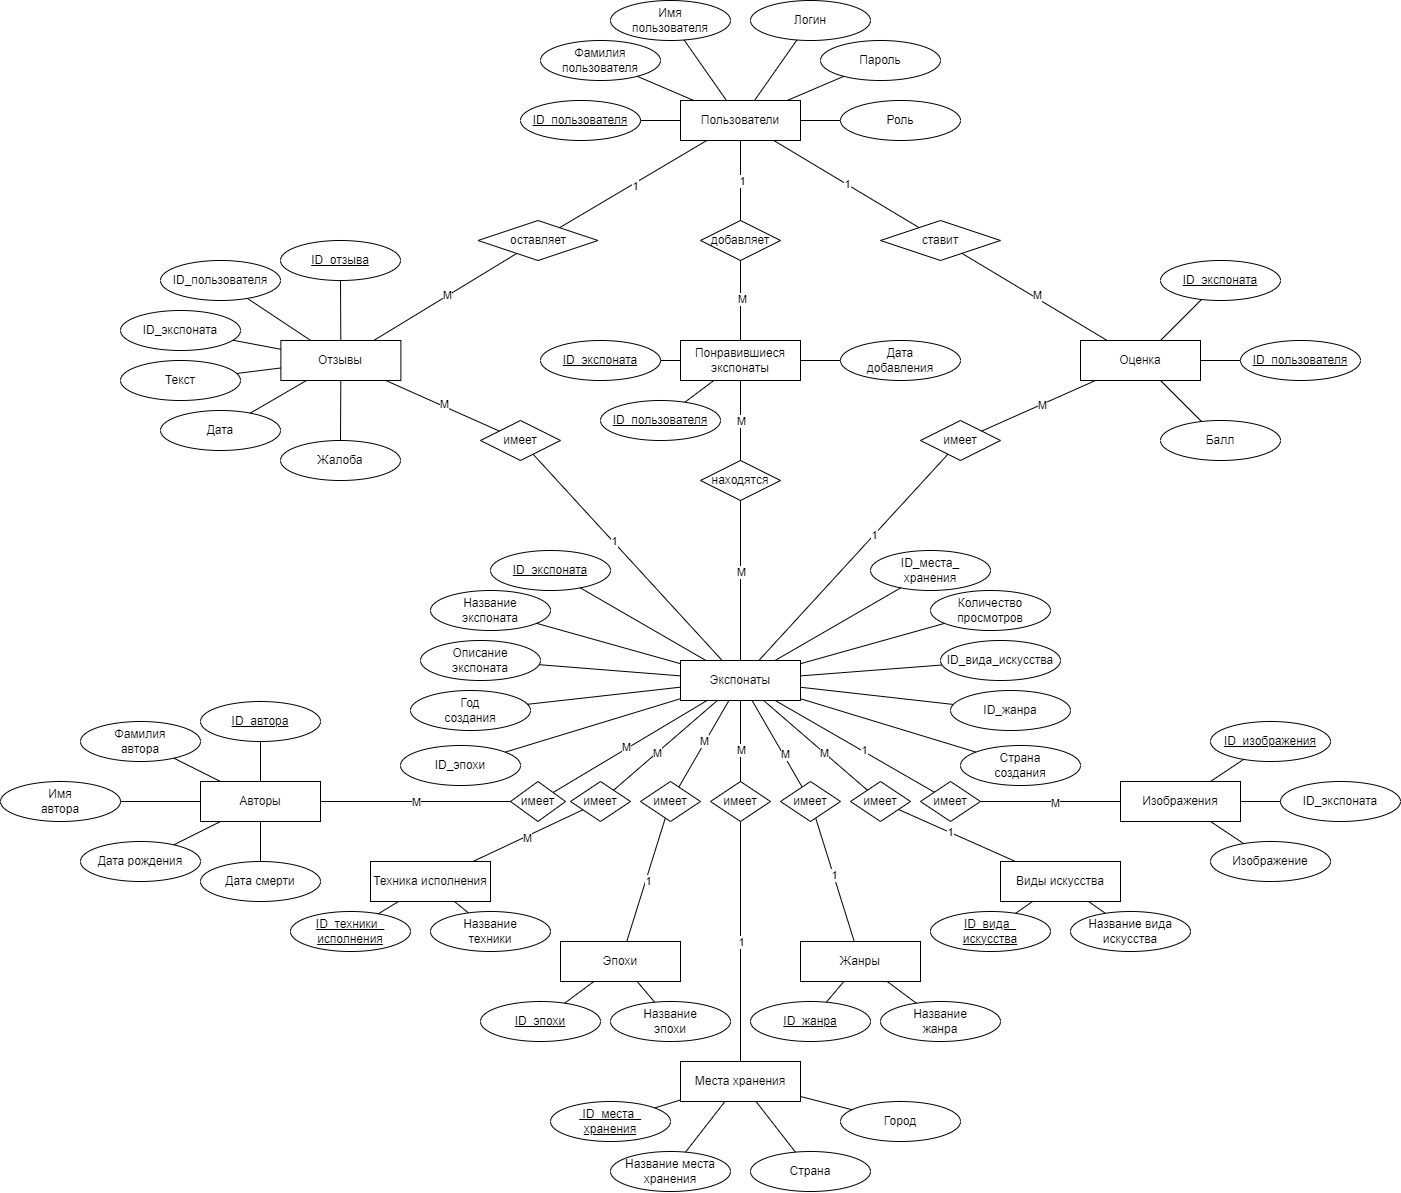 Имя
пользователя
Логин
Фамилия
пользователя
Пароль
ID_пользователя
Пользователи
Роль
1
1
1
оставляет
добавляет
ставит
ID_отзыва
ID_пользователя
ID_экспоната
М
М
М
ID_экспоната
Отзывы
ID_экспоната
Понравившиеся
экспонаты
Дата
добавления
Оценка
ID_пользователя
Текст
М
М
ID_пользователя
М
Дата
имеет
имеет
Балл
Жалоба
находятся
1
1
ID_экспоната
М
ID_места_
хранения
Название
экспоната
Количество
просмотров
Описание
экспоната
ID_вида_искусства
Экспонаты
Год
создания
ID_жанра
ID_автора
Фамилия
автора
ID_изображения
ID_эпохи
М
М
М
М
М
М
1
Страна
создания
Имя
автора
Авторы
М
имеет
имеет
имеет
имеет
имеет
имеет
имеет
М
Изображения
ID_экспоната
М
1
Дата рождения
Изображение
Дата смерти
Техника исполнения
1
1
Виды искусства
ID_техники_
исполнения
Название
техники
ID_вида_
искусства
Название вида
искусства
1
Эпохи
Жанры
ID_эпохи
Название
эпохи
ID_жанра
Название
жанра
Места хранения
ID_места_
хранения
Город
Название места
хранения
Страна